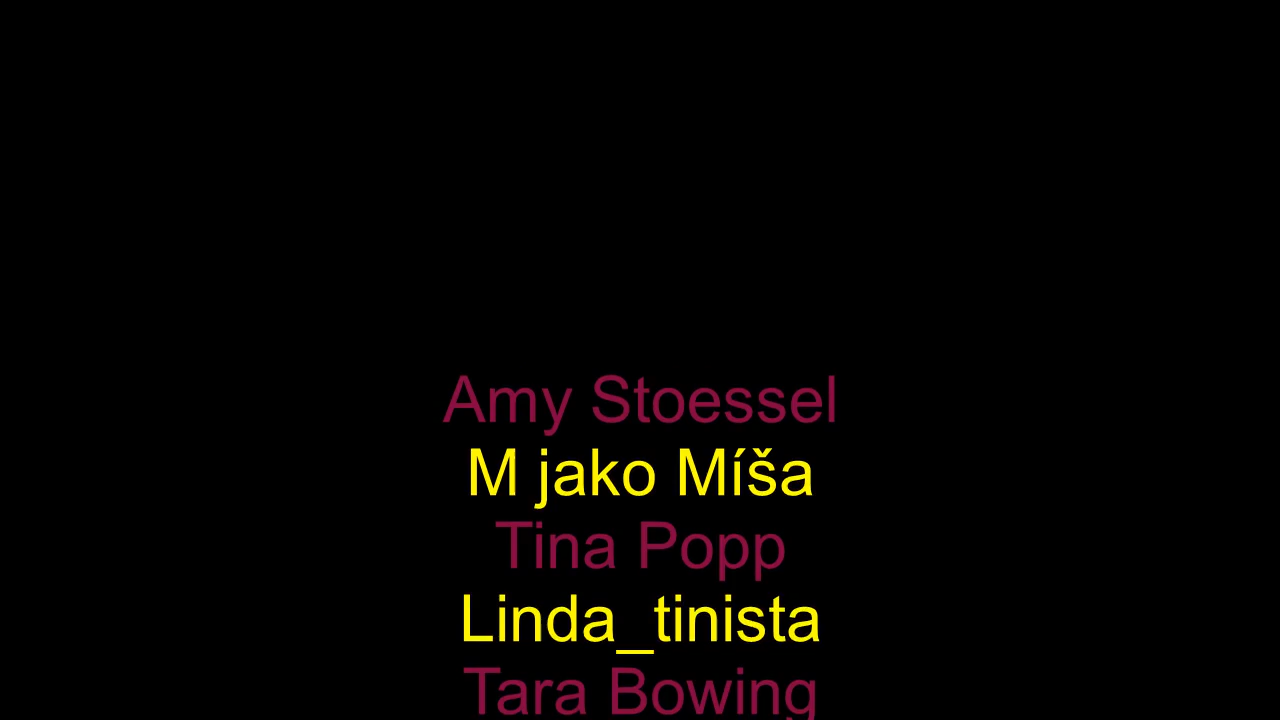 Amy Stoessel
M jako Míša
Tina Popp
Linda_tinista
Tara Bowing